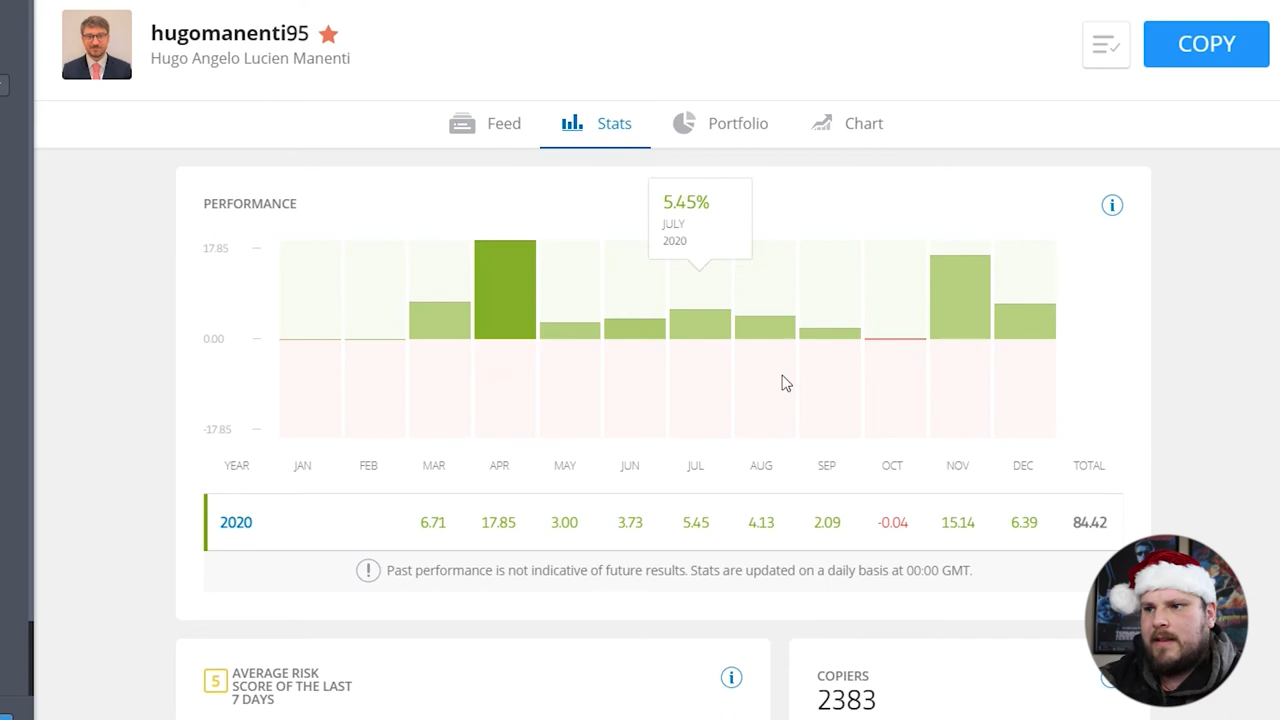 hugomanenti95
Hugo Angelo Lucien Manenti
COPY
Feed
Stats
Portfolio
Chart
PERFORMANCE
5.45%
JULY
2020
17.85
0.00
-17.85
YEAR JAN FEB MAR APR MAY JUN JUL AUG SEP OCT NOV DEC TOTAL
2020 6.71 17.85 3.00 3.73 5.45 4.13 2.09 -0.04 15.14 6.39 84.42
Past performance is not indicative of future results. Stats are updated on a daily basis at 00:00 GMT.
5
AVERAGE RISK
SCORE OF THE LAST
7 DAYS
COPIERS
2383